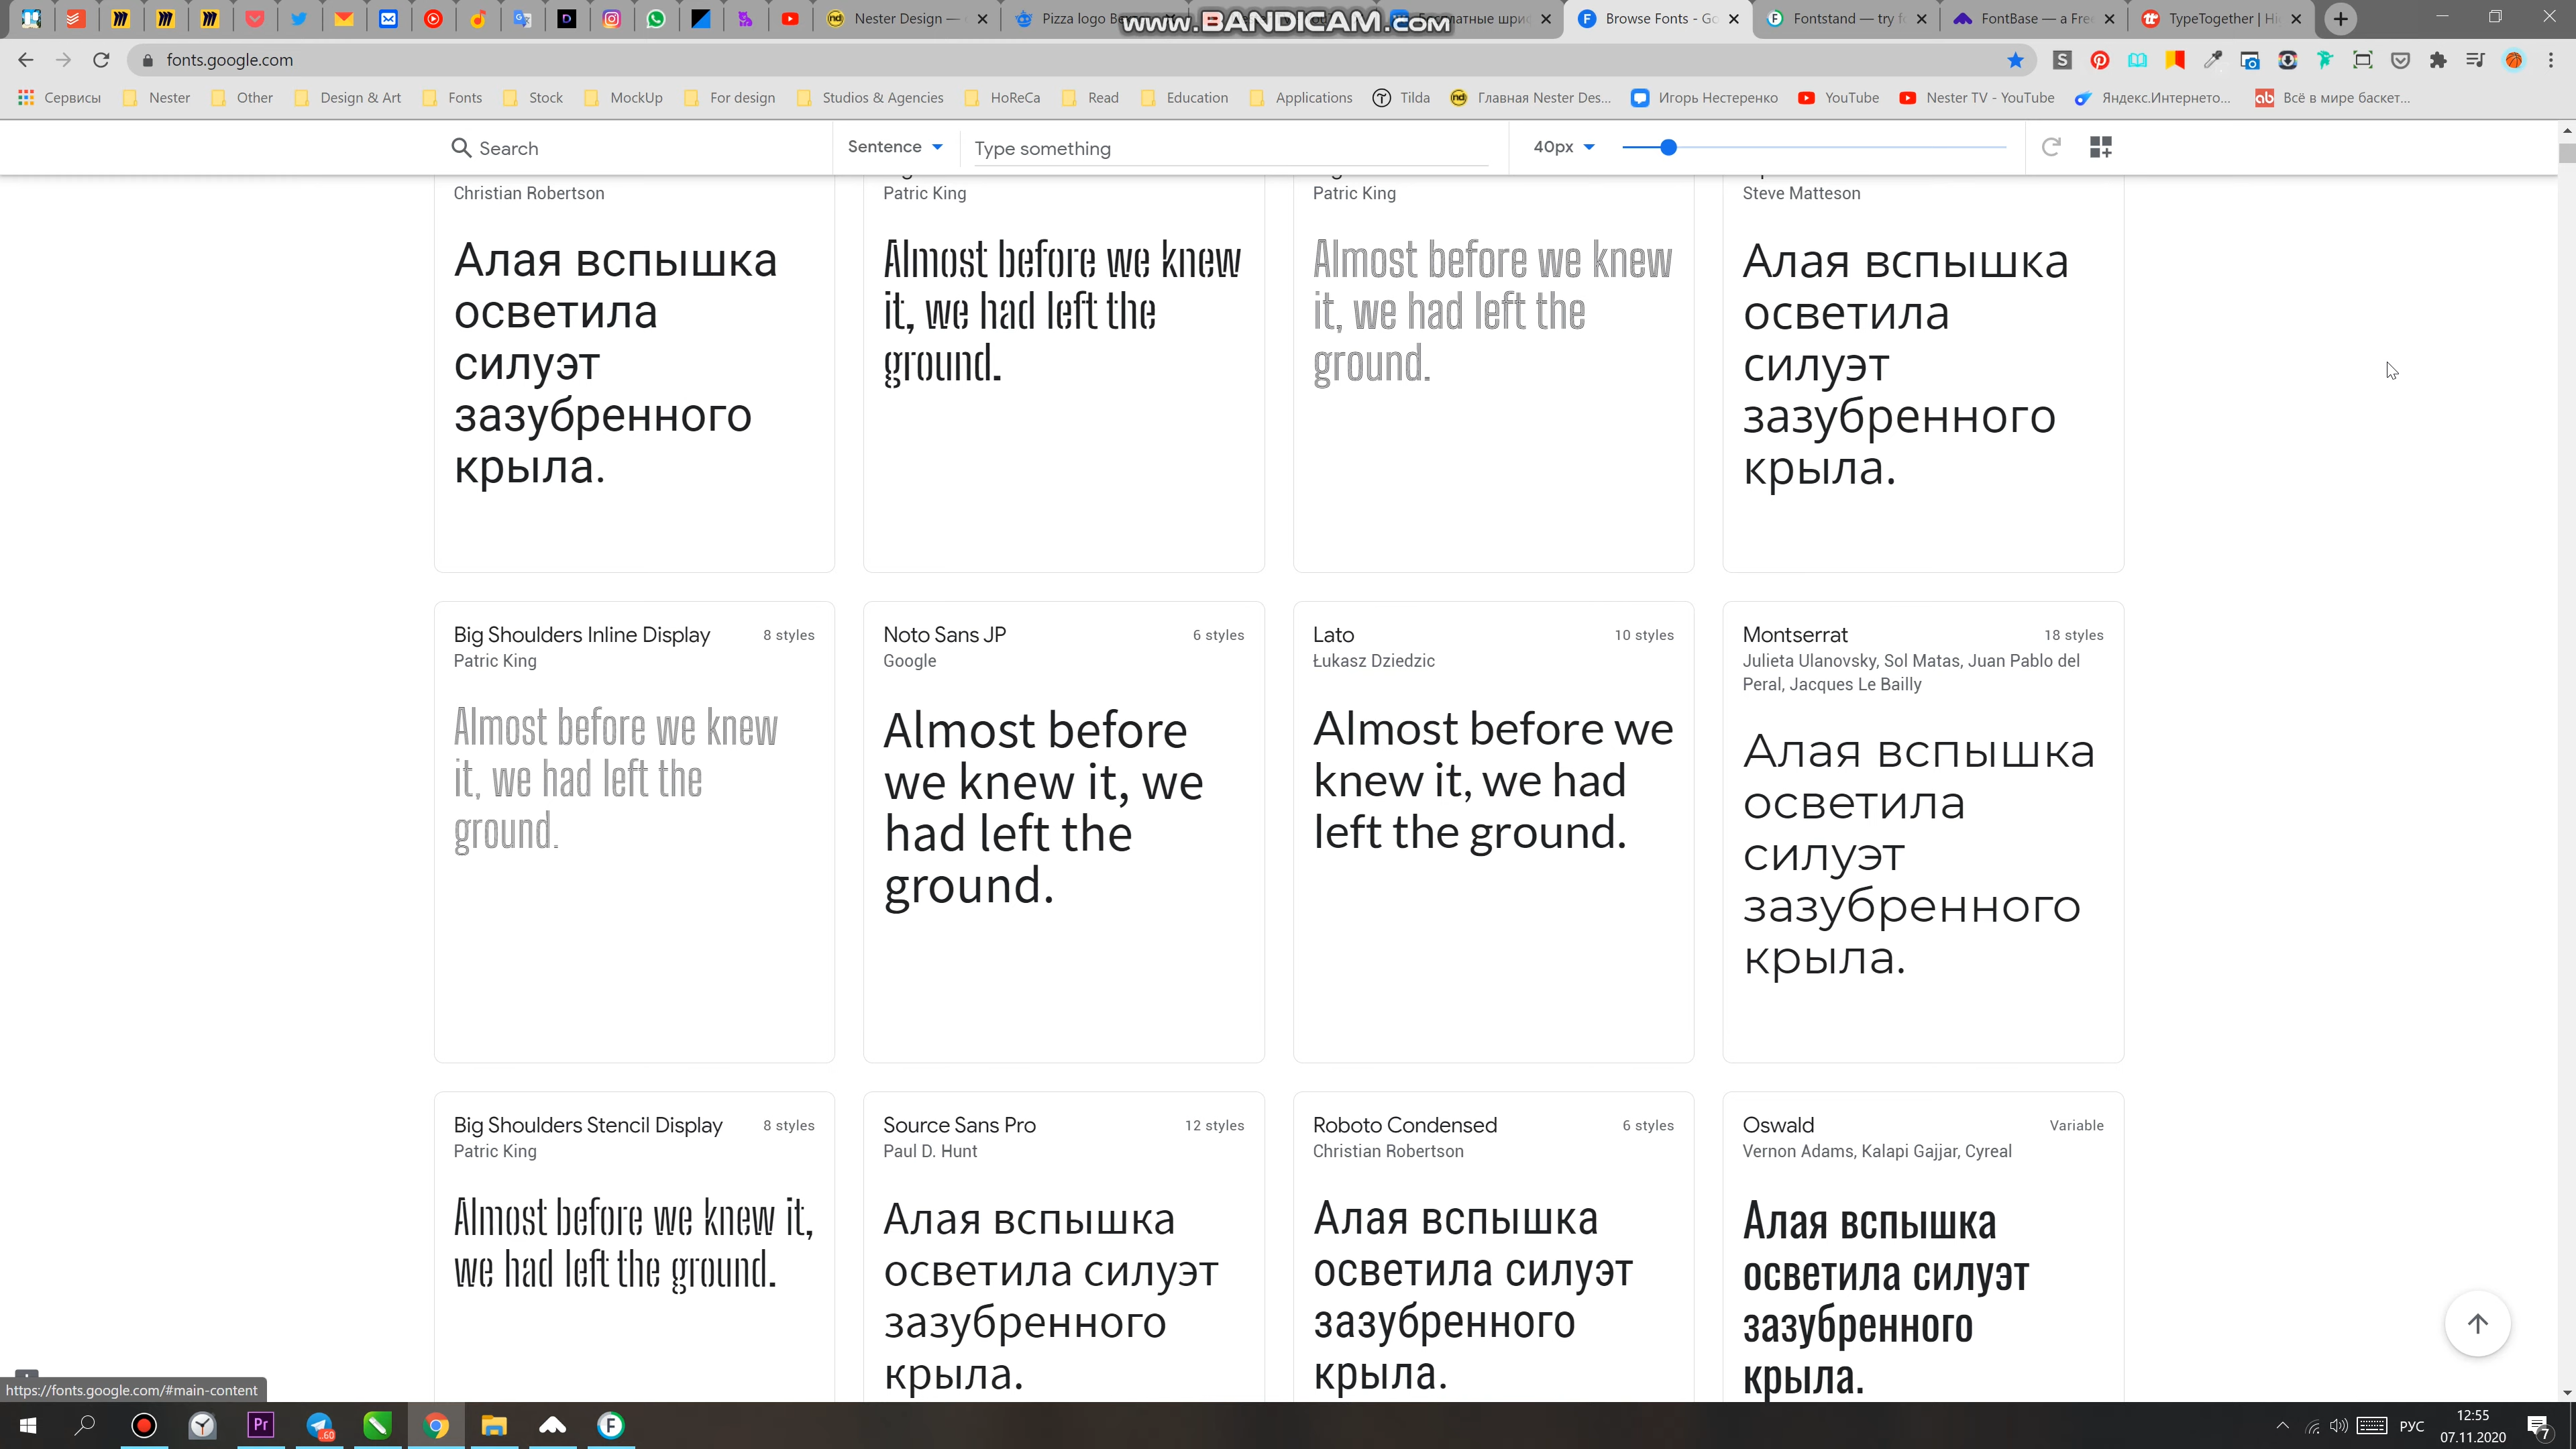 Nester Design —
Pizza logo Be
www.BANDICAM.com
платные шрис
Browse Fonts - Go
Fontstand — try f
FontBase — a Free
TypeTogether | Hi
fonts.google.com
Сервисы
Nester
Other
Design & Art
Fonts
Stock
MockUp
For design
Studios & Agencies
HoReCa
Read
Education
Applications
Tilda
Главная Nester Des...
Игорь Нестеренко
YouTube
Nester TV - YouTube
Яндекс.Интернето...
Всё в мире баскет...
Search
Sentence
Type something
40px
Christian Robertson
Алая вспышка
осветила
силуэт
зазубренного
крыла.
Patric King
Almost before we knew
it, we had left the
ground.
Patric King
Almost before we knew
it, we had left the
ground.
Steve Matteson
Алая вспышка
осветила
силуэт
зазубренного
крыла.
Big Shoulders Inline Display 8 styles
Patric King
Almost before we knew
it, we had left the
ground.
Noto Sans JP 6 styles
Google
Almost before
we knew it, we
had left the
ground.
Lato 10 styles
Łukasz Dziedzic
Almost before we
knew it, we had
left the ground.
Montserrat 18 styles
Julieta Ulanovsky, Sol Matas, Juan Pablo del
Peral, Jacques Le Bailly
Алая вспышка
осветила
силуэт
зазубренного
крыла.
Big Shoulders Stencil Display 8 styles
Patric King
Almost before we knew it,
we had left the ground.
Source Sans Pro 12 styles
Paul D. Hunt
Алая вспышка
осветила силуэт
зазубренного
крыла.
Roboto Condensed 6 styles
Christian Robertson
Алая вспышка
осветила силуэт
зазубренного
крыла.
Oswald Variable
Vernon Adams, Kalapi Gajjar, Cyreal
Алая вспышка
осветила силуэт
зазубренного
крыла.
https://fonts.google.com/#main-content
Pr
.60
F
РУС
12:55
07.11.2020
7